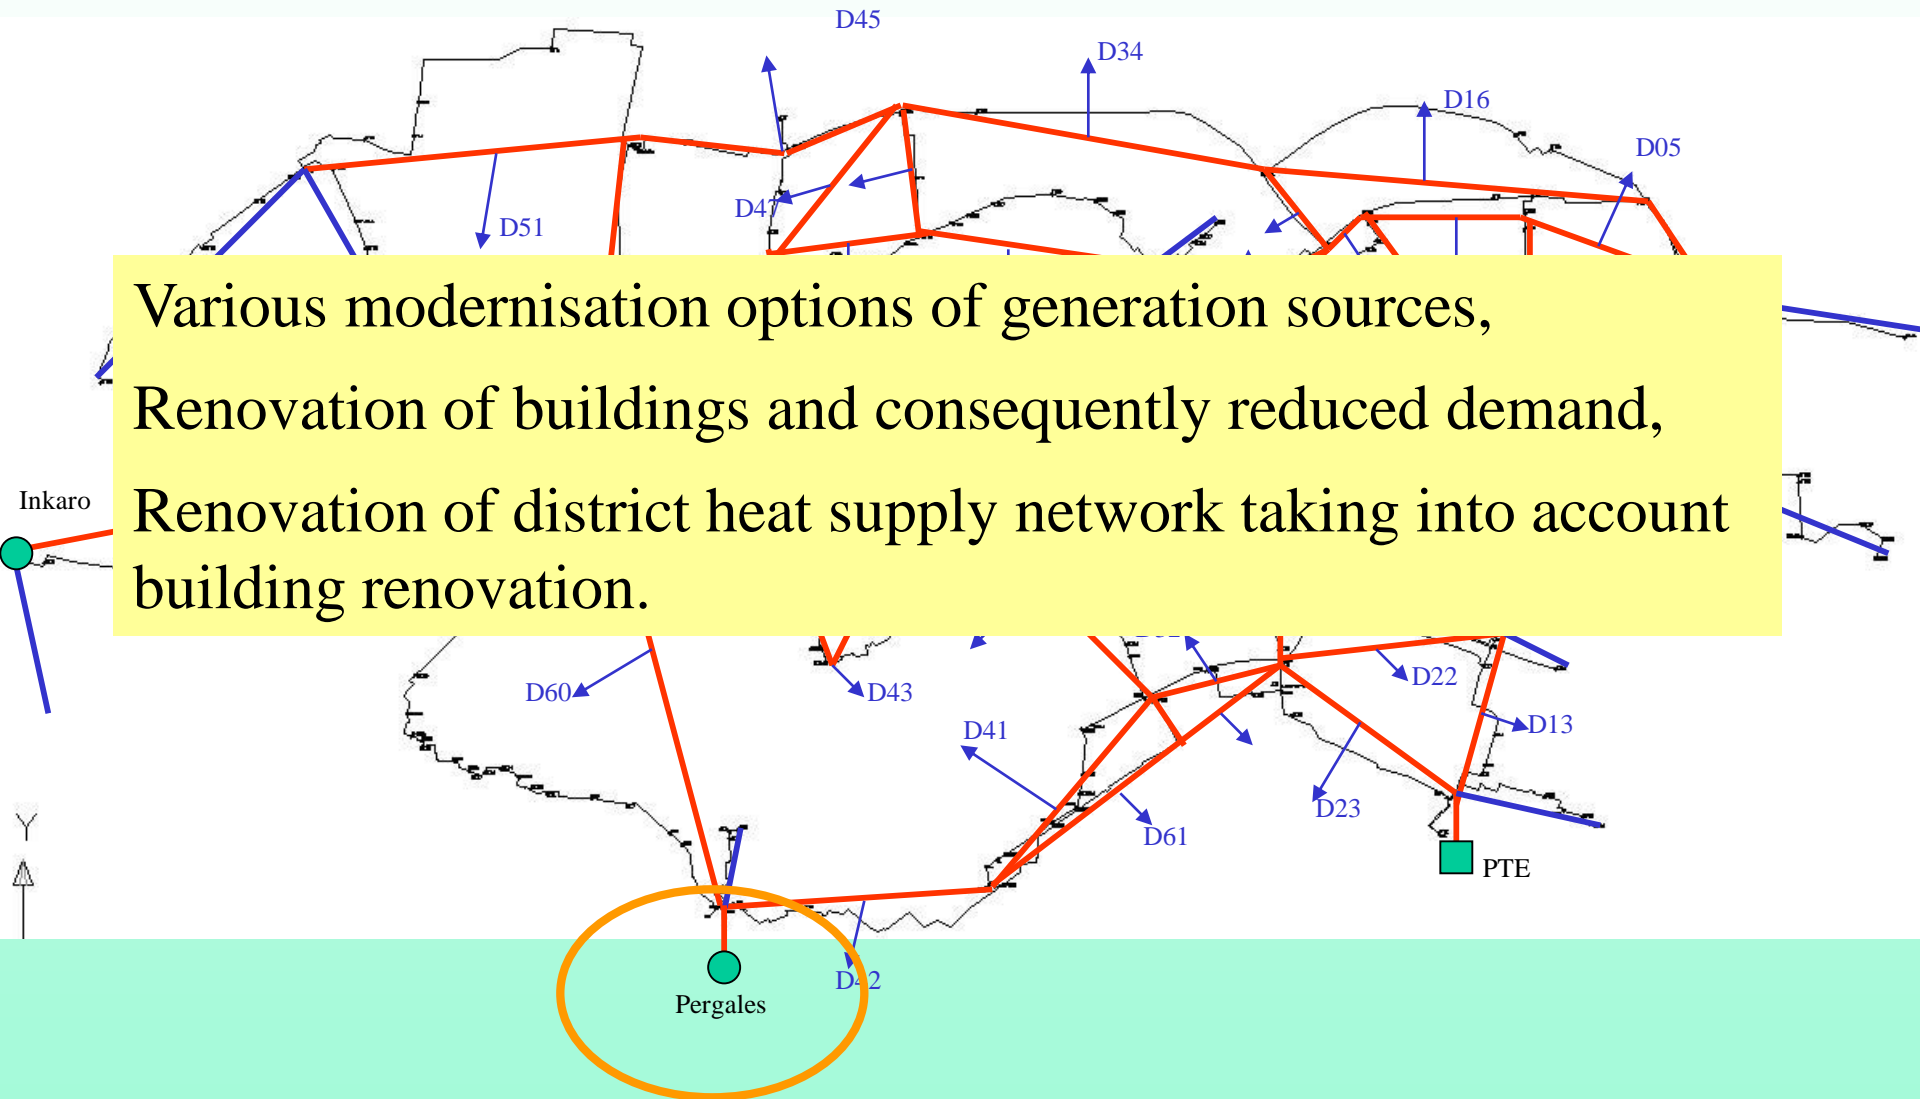 D45
D34
D16
D05
D47
D51
Various modernisation options of generation sources,
Renovation of buildings and consequently reduced demand,
Renovation of district heat supply network taking into account
building renovation.
Inkaro
D60
D43
D22
D41
D13
D23
D61
PTE
Y
D42
Pergales